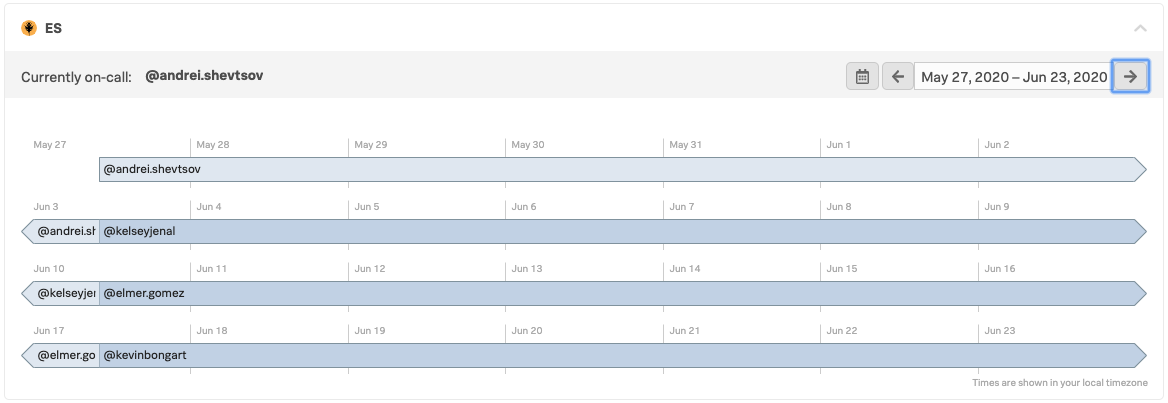 ES
Currently on-call: @andrei.shevtsov May 27, 2020 – Jun 23, 2020
May 27 May 28 May 29 May 30 May 31 Jun 1 Jun 2
@andrei.shevtsov
Jun 3 Jun 4 Jun 5 Jun 6 Jun 7 Jun 8 Jun 9
@andrei.sh @kelseyjenal
Jun 10 Jun 11 Jun 12 Jun 13 Jun 14 Jun 15 Jun 16
@kelseyjer @elmer.gomez
Jun 17 Jun 18 Jun 19 Jun 20 Jun 21 Jun 22 Jun 23
@elmer.go @kevinbongart
Times are shown in your local timezone